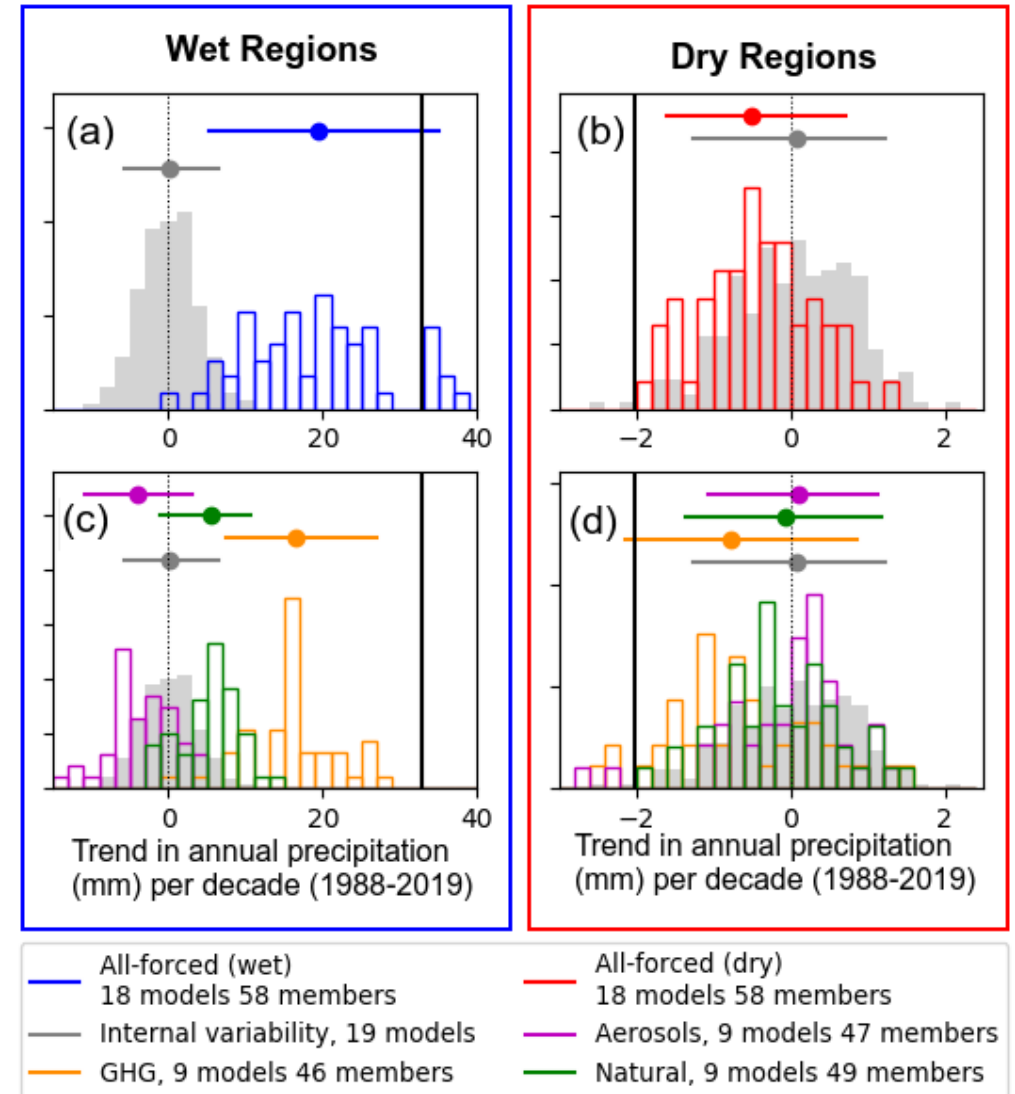 Wet Regions
Dry Regions
(a)
(b)
0
20
40
−2
0
2
(c)
(d)
0
20
40
−2
0
2
Trend in annual precipitation
(mm) per decade (1988-2019)
Trend in annual precipitation
(mm) per decade (1988-2019)
All-forced (wet)
18 models 58 members
Internal variability, 19 models
GHG, 9 models 46 members
All-forced (dry)
18 models 58 members
Aerosols, 9 models 47 members
Natural, 9 models 49 members